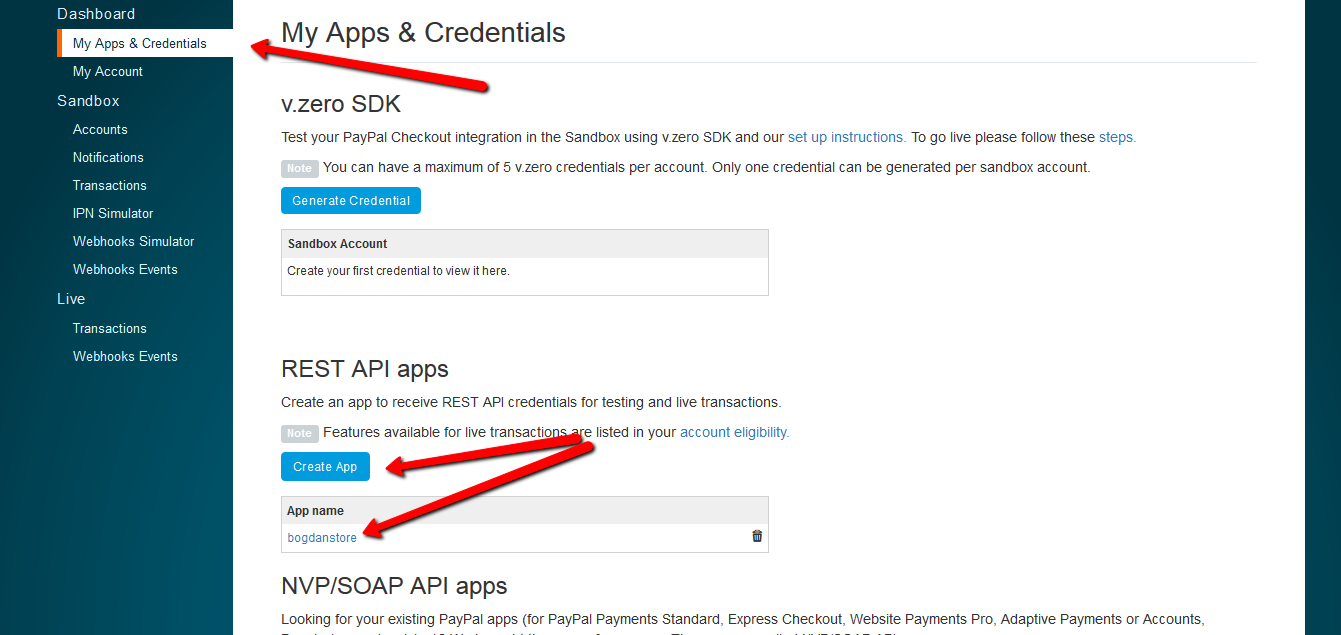 Dashboard
My Apps & Credentials
My Account
Sandbox
Accounts
Notifications
Transactions
IPN Simulator
Webhooks Simulator
Webhooks Events
Live
Transactions
Webhooks Events
My Apps & Credentials
v.zero SDK
Test your PayPal Checkout integration in the Sandbox using v.zero SDK and our set up instructions. To go live please follow these steps.
Note You can have a maximum of 5 v.zero credentials per account. Only one credential can be generated per sandbox account.
Generate Credential
Sandbox Account
Create your first credential to view it here.
REST API apps
Create an app to receive REST API credentials for testing and live transactions.
Note Features available for live transactions are listed in your account eligibility.
Create App
App name
bogdanstore
NVP/SOAP API apps
Looking for your existing PayPal apps (for PayPal Payments Standard, Express Checkout, Website Payments Pro, Adaptive Payments or Accounts,